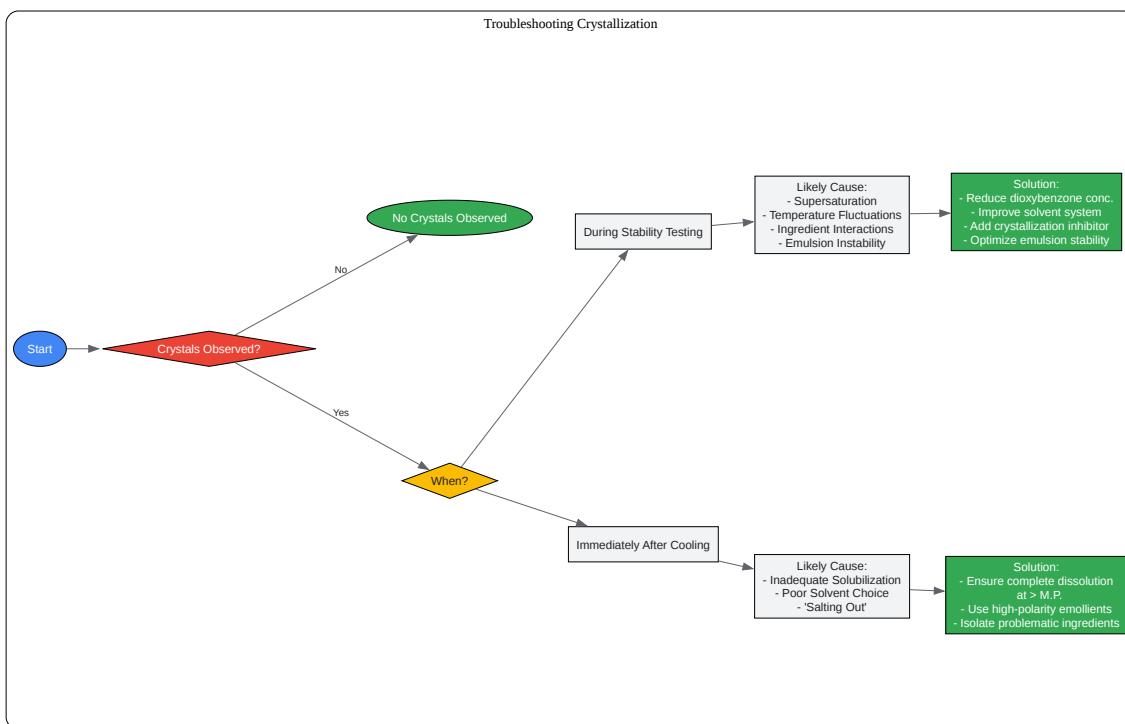 Troubleshooting Crystallization
Start
Crystals Observed?
No
No Crystals Observed
Yes
When?
During Stability Testing
Likely Cause:
- Supersaturation
- Temperature Fluctuations
- Ingredient Interactions
- Emulsion Instability
Solution:
- Reduce dioxybenzone conc.
- Improve solvent system
- Add crystallization inhibitor
- Optimize emulsion stability
Immediately After Cooling
Likely Cause:
- Inadequate Solubilization
- Poor Solvent Choice
- 'Salting Out'
Solution:
- Ensure complete dissolution
at > M.P.
- Use high-polarity emollients
- Isolate problematic ingredients